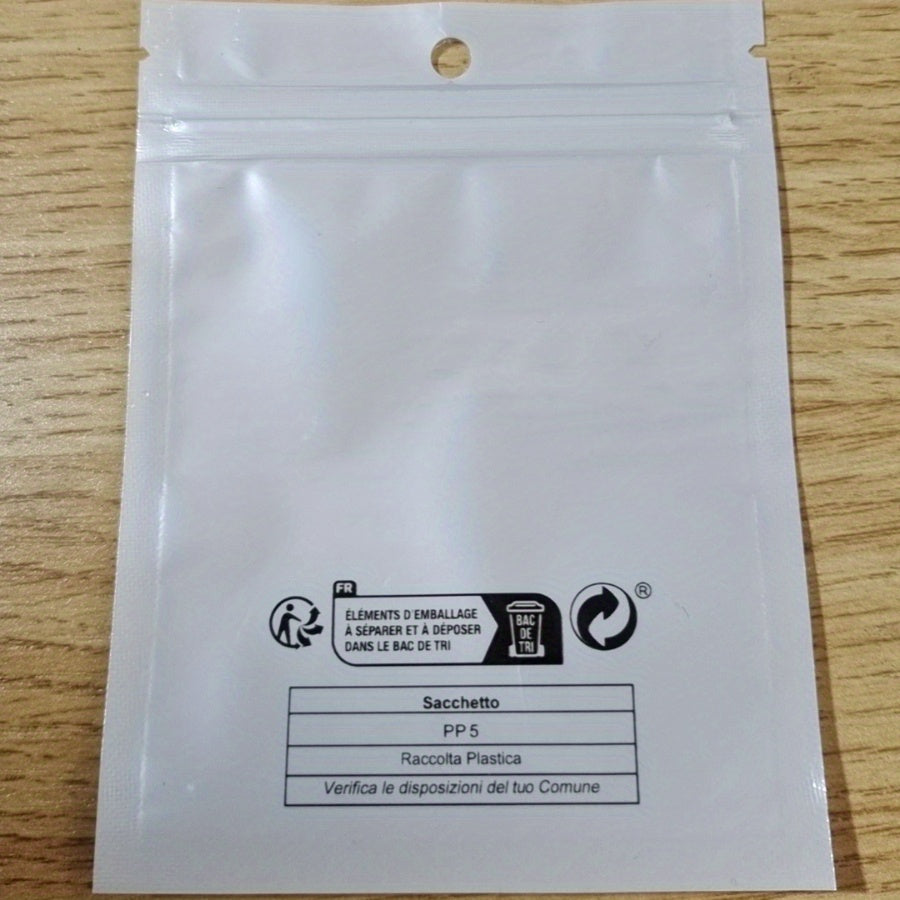 FR
ÉLÉMENTS D'EMBALLAGE
À SÉPARER ET À DÉPOSER
DANS LE BAC DE TRI
BAC
DE
TRI
®
Sacchetto
PP 5
Raccolta Plastica
Verifica le disposizioni del tuo Comune